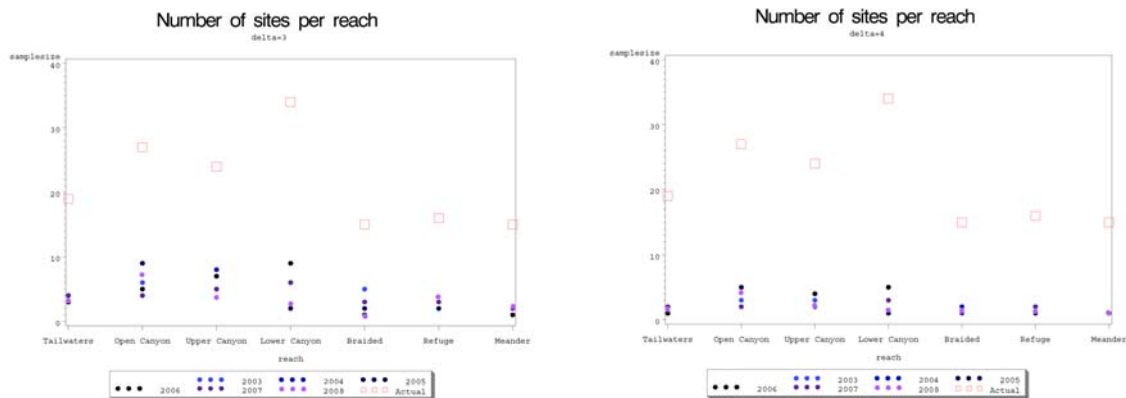 Number of sites per reach
delta=3
samplesize
40
30
20
10
0
Tailwaters Open Canyon Upper Canyon Lower Canyon Braided Refuge Meander
reach
2003 2004 2005
2006 2007 2008 Actual
Number of sites per reach
delta=4
samplesize
40
30
20
10
0
Tailwaters Open Canyon Upper Canyon Lower Canyon Braided Refuge Meander
reach
2003 2004 2005
2006 2007 2008 Actual